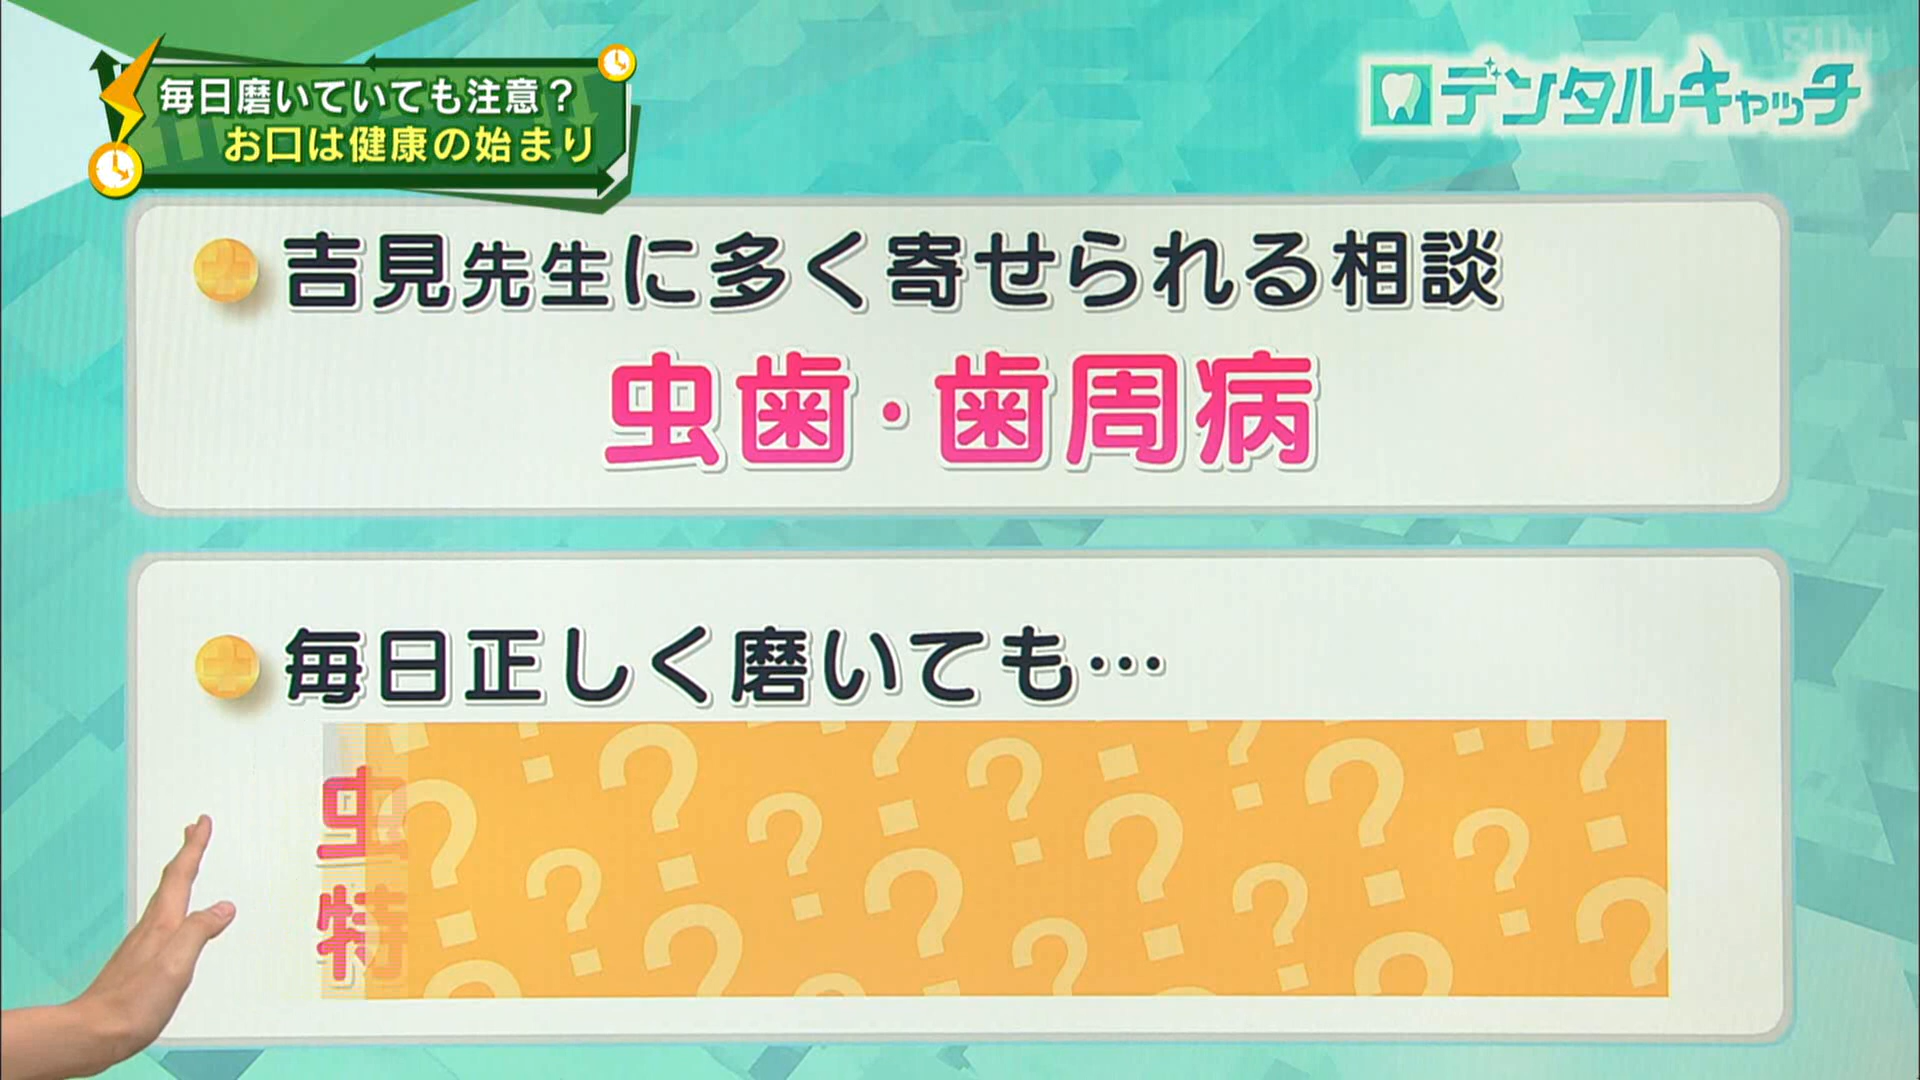 毎日磨いていても注意？
お口は健康の始まり
デンタルキャッチ
SUN
吉見先生に多く寄せられる相談
虫歯・歯周病
毎日正しく磨いても…
虫
特